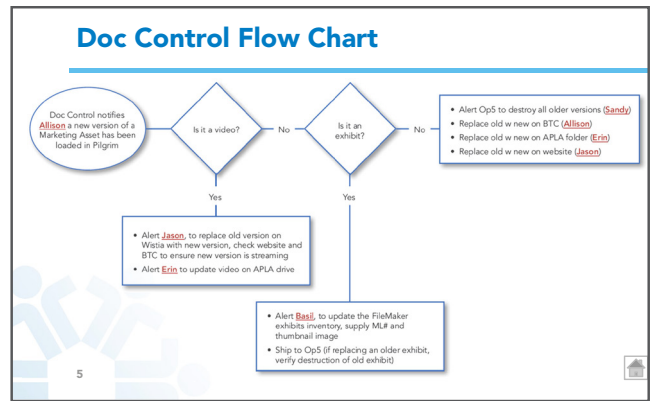 Doc Control Flow Chart
Doc Control notifies
Allison a new version of a
Marketing Asset has been
loaded in Pilgrim
Is it a video?
No
Is it an
exhibit?
No
• Alert Op5 to destroy all older versions (Sandy)
• Replace old w new on BTC (Allison)
• Replace old w new on APLA folder (Erin)
• Replace old w new on website (Jason)
Yes
Yes
• Alert Jason, to replace old version on
Wistia with new version, check website and
BTC to ensure new version is streaming
• Alert Erin to update video on APLA drive
• Alert Basil, to update the FileMaker
exhibits inventory, supply ML# and
thumbnail image
• Ship to Op5 (if replacing an older exhibit,
verify destruction of old exhibit)
5